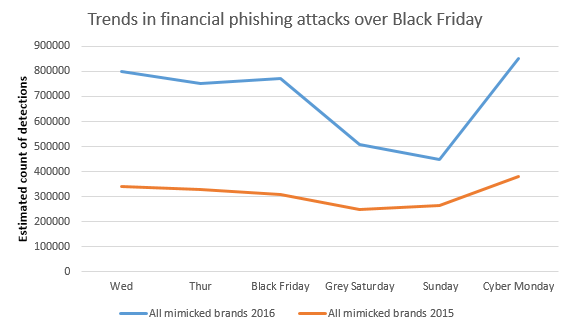 Trends in financial phishing attacks over Black Friday
Estimated count of detections
900000
800000
700000
600000
500000
400000
300000
200000
100000
0
Wed Thur Black Friday Grey Saturday Sunday Cyber Monday
All mimicked brands 2016 All mimicked brands 2015